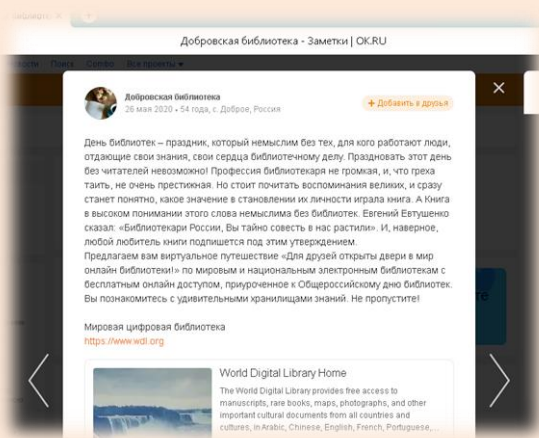 Добровская библиотека - Заметки | OK.RU
Поиск Combo Все проекты
Добровская библиотека
26 мая 2020 • 54 года, с. Доброе, Россия
+ Добавить в друзья
День библиотек – праздник, который немыслим без тех, для кого работают люди,
отдающие свои знания, свои сердца библиотечному делу. Праздновать этот день
без читателей невозможно! Профессия библиотекаря не громкая, и, что греха
таить, не очень престижная. Но стоит почитать воспоминания великих, и сразу
станет понятно, какое значение в становлении их личности играла книга. А Книга
в высоком понимании этого слова немыслима без библиотек. Евгений Евтушенко
сказал: «Библиотекари России, Вы тайно совесть в нас растили». И, наверное,
любой любитель книги подпишется под этим утверждением.
Предлагаем вам виртуальное путешествие «Для друзей открыты двери в мир
онлайн библиотеки!» по мировым и национальным электронным библиотекам с
бесплатным онлайн доступом, приуроченное к Общероссийскому дню библиотек.
Вы познакомитесь с удивительными хранилищами знаний. Не пропустите!
Мировая цифровая библиотека
https://www.wdl.org
World Digital Library Home
The World Digital Library provides free access to
manuscripts, rare books, maps, photographs, and other
important cultural documents from all countries and
cultures, in Arabic, Chinese, English, French, Portuguese,...